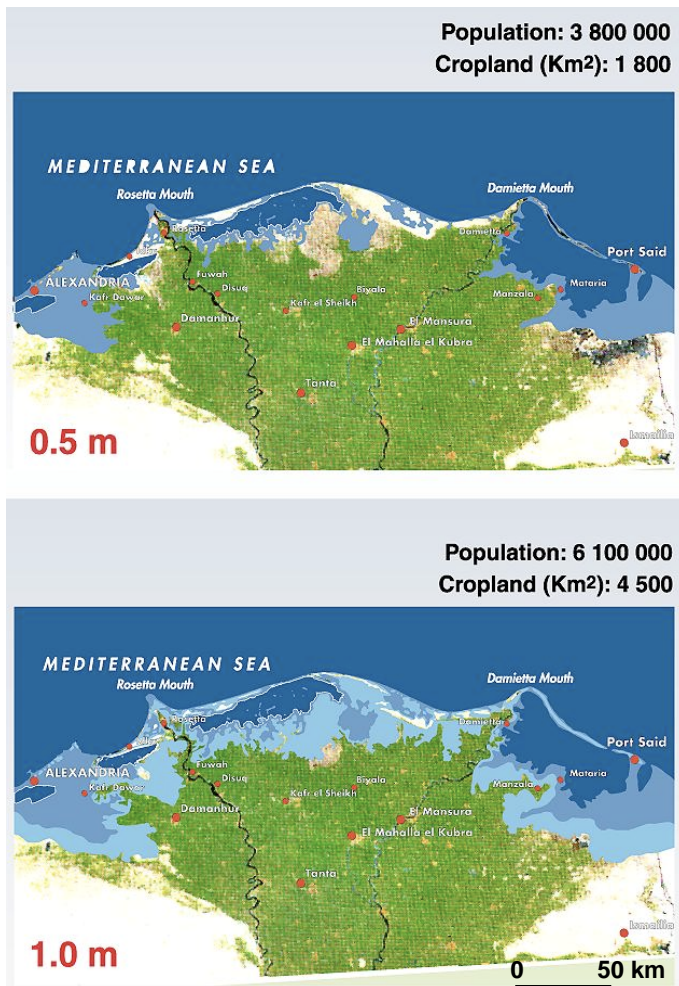 Population: 3 800 000
Cropland (Km2): 1 800
MEDITERRANEAN SEA
Rosetta Mouth
Damietta Mouth
Rosetta
Damietta
Port Said
Fuwah
ALEXANDRIA
Disuq
Mataria
Kafr Dawar
Biyala
Manzala
Kafr el Sheikh
Damanhur
El Mansura
El Mahalla el Kubra
Tanta
0.5 m
Ismailia
Population: 6 100 000
Cropland (Km2): 4 500
MEDITERRANEAN SEA
Rosetta Mouth
Damietta Mouth
Rosetta
Damietta
Port Said
Fuwah
ALEXANDRIA
Disuq
Mataria
Kafr Dawar
Biyala
Manzala
Kafr el Sheikh
Damanhur
El Mansura
El Mahalla el Kubra
Tanta
Ismailia
1.0 m
0 50 km